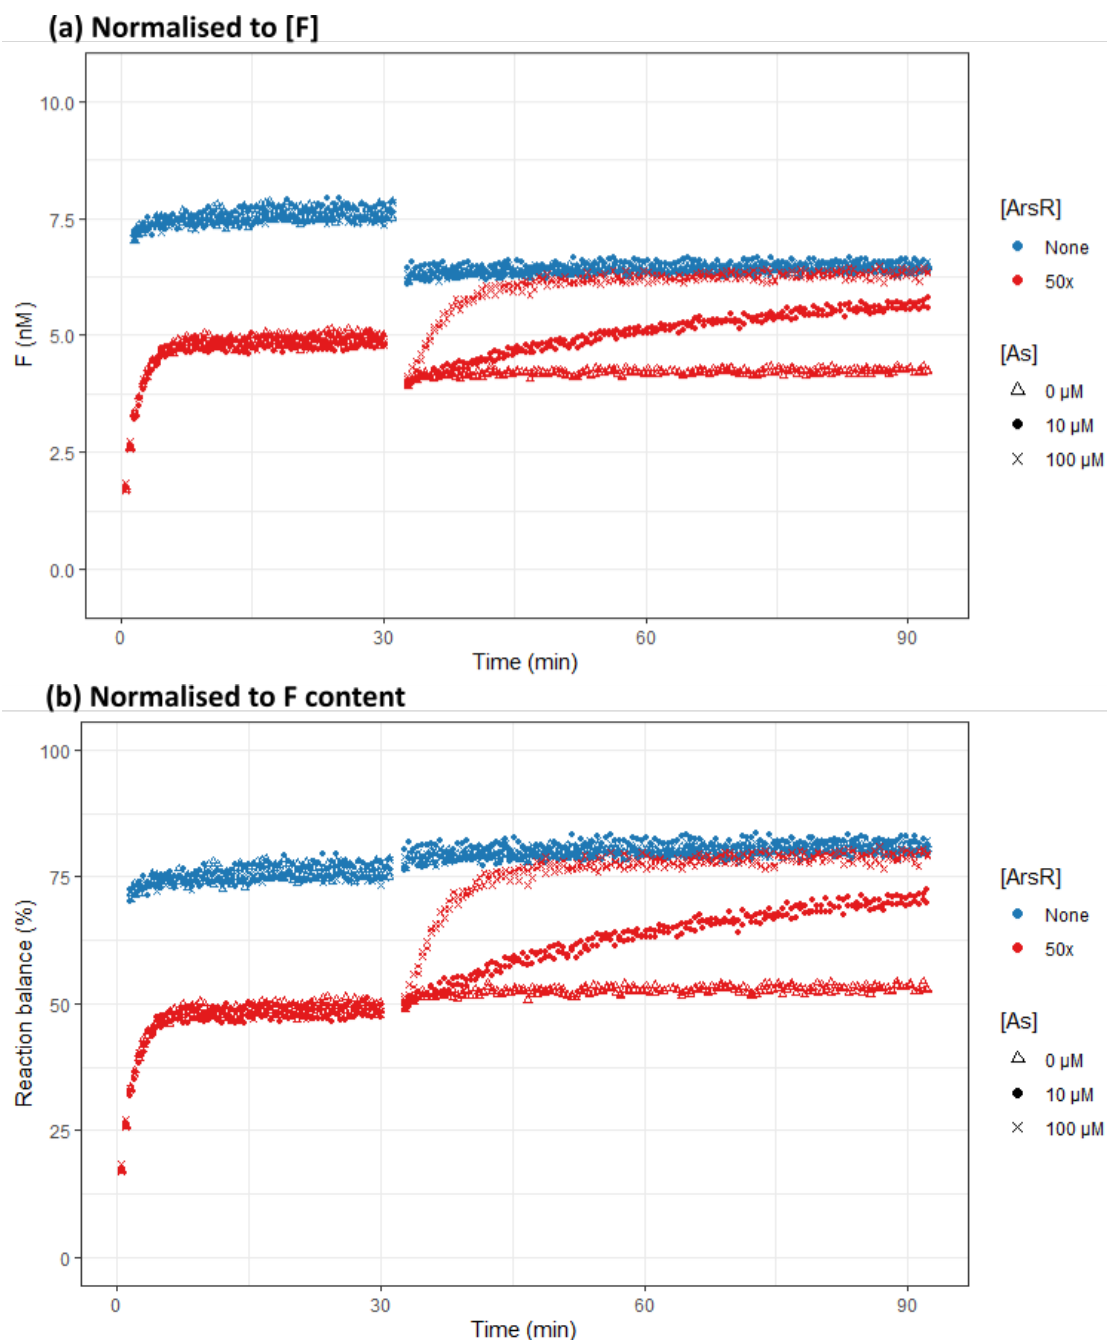 (a) Normalised to [F]
10.0
7.5
5.0
2.5
0.0
F (nM)
0 30 60 90
Time (min)
[ArsR]
None
50x
[As]
0 µM
10 µM
100 µM
(b) Normalised to F content
100
75
50
25
0
Reaction balance (%)
0 30 60 90
Time (min)
[ArsR]
None
50x
[As]
0 µM
10 µM
100 µM